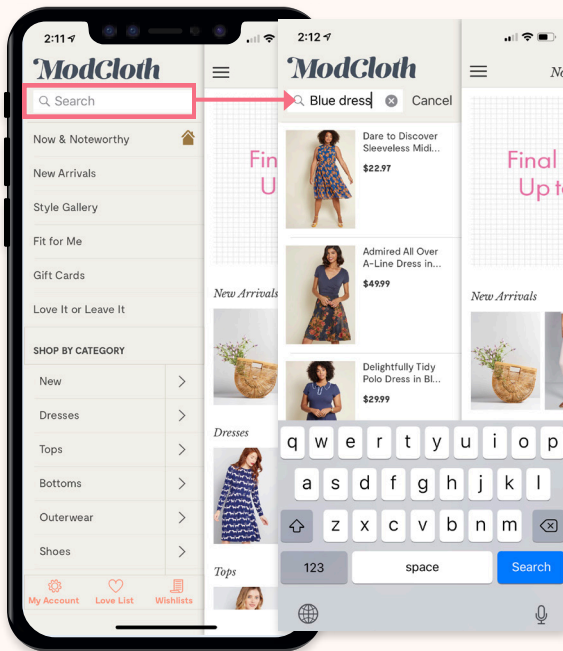 2:11
ModCloth
Search
Now & Noteworthy
New Arrivals
Style Gallery
Fit for Me
Gift Cards
Love It or Leave It
SHOP BY CATEGORY
New
Dresses
Tops
Bottoms
Outerwear
Shoes
My Account Love List Wishlists
Fin
U
New Arrivals
Dresses
Tops
2:12
ModCloth
Blue dress Cancel
Dare to Discover
Sleeveless Midi...
$22.97
Admired All Over
A-Line Dress in...
$49.99
Delightfully Tidy
Polo Dress in Bl...
$29.99
No
Final
Up to
New Arrivals
q w e r t y u i o p
a s d f g h j k l
z x c v b n m
123 space Search